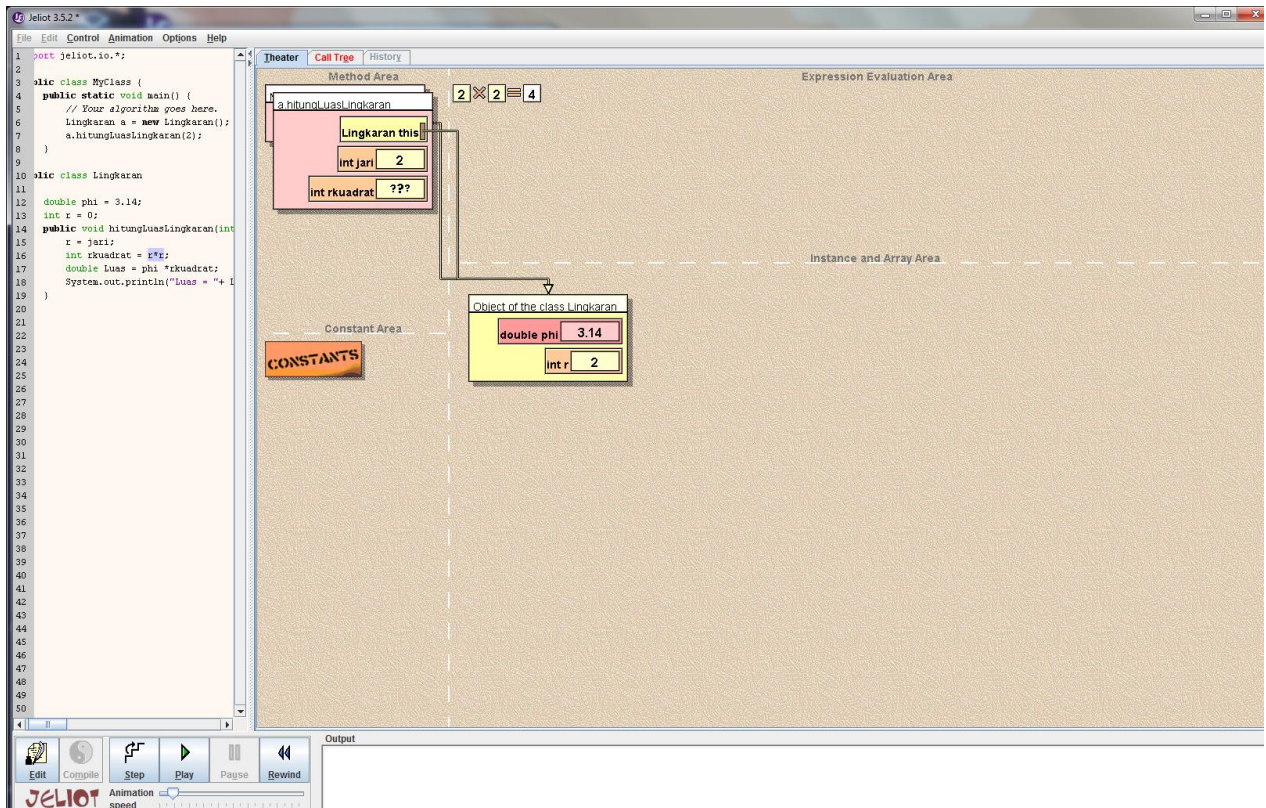 Jeliot 3.5.2 *
File Edit Control Animation Options Help
1 port jeliot.io.*;
2
3 blic class MyClass {
4 public static void main() {
5 // Your algorithm goes here.
6 Lingkaran a = new Lingkaran();
7 a.hitungLuasLingkaran(2);
8 }
9
10 blic class Lingkaran
11
12 double phi = 3.14;
13 int r = 0;
14 public void hitungLuasLingkaran(int
15 r = jari;
16 int rkuadrat = r*r;
17 double Luas = phi *rkuadrat;
18 System.out.println("Luas = "+ L
19 }
20
21
22
23
24
25
26
27
28
29
30
31
32
33
34
35
36
37
38
39
40
41
42
43
44
45
46
47
48
49
50
Theater Call Tree History
Method Area
a.hitungLuasLingkaran
Lingkaran this
int jari 2
int rkuadrat ???
Expression Evaluation Area
2 × 2 = 4
Instance and Array Area
Object of the class Lingkaran
double phi 3.14
int r 2
Constant Area
CONSTANTS
Edit Compile Step Play Pause Rewind
JELIOT
Animation
speed
Output